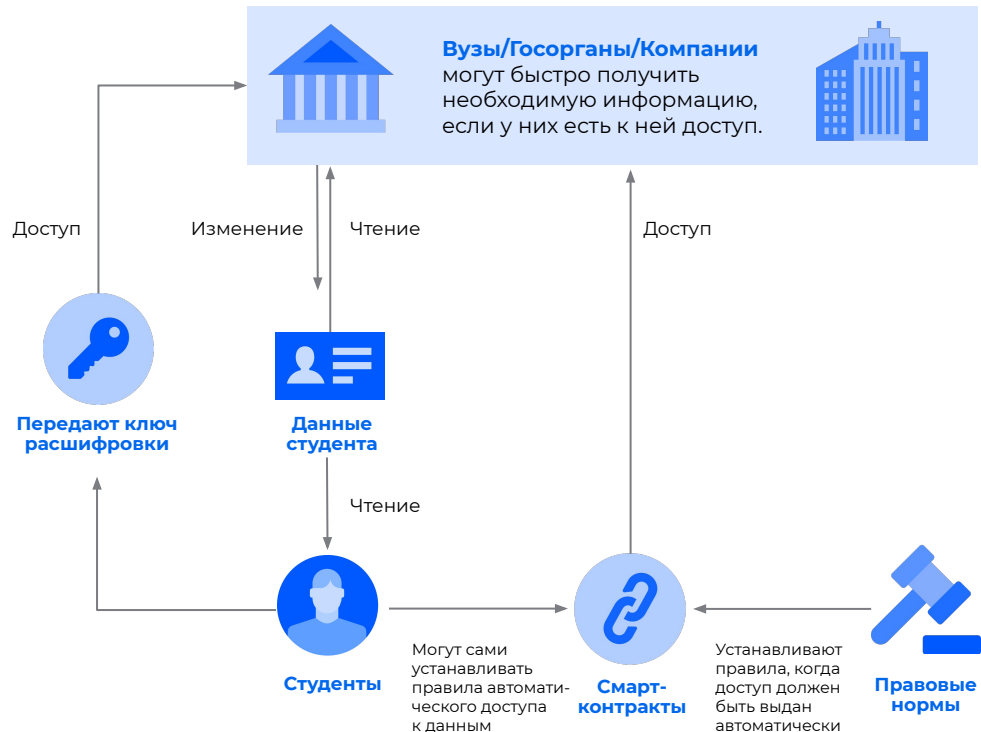 Вузы/Госорганы/Компании
могут быстро получить
необходимую информацию,
если у них есть к ней доступ.
Доступ
Изменение
Чтение
Доступ
Передают ключ
расшифровки
Данные
студента
Чтение
Студенты
Могут сами
устанавливать
правила автомати-
ческого доступа
к данным
Смарт-
контракты
Устанавливают
правила, когда
доступ должен
быть выдан
автоматически
Правовые
нормы